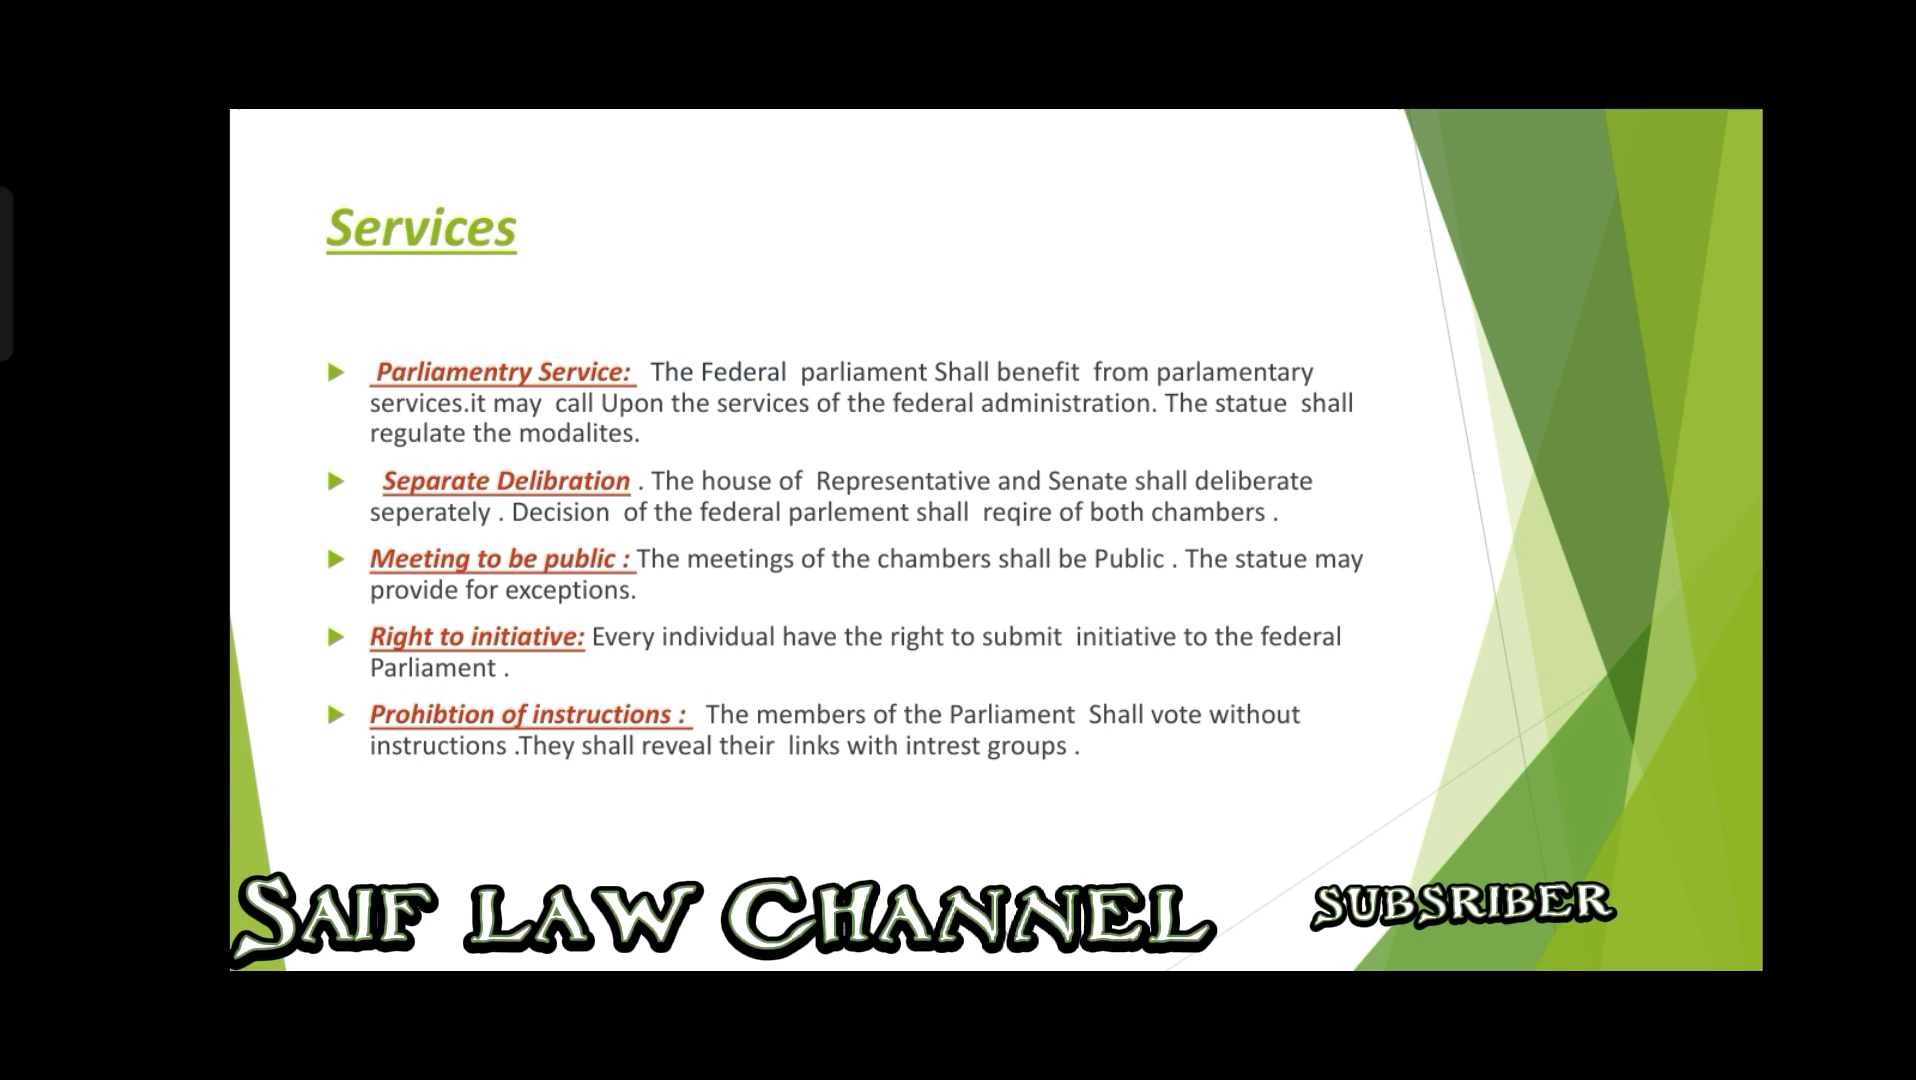 Services
Parliamentry Service: The Federal parliament Shall benefit from parlamentary
services.it may call Upon the services of the federal administration. The statue shall
regulate the modalites.
Separate Delibration . The house of Representative and Senate shall deliberate
seperately . Decision of the federal parlement shall reqire of both chambers .
Meeting to be public : The meetings of the chambers shall be Public . The statue may
provide for exceptions.
Right to initiative: Every individual have the right to submit initiative to the federal
Parliament .
Prohibtion of instructions : The members of the Parliament Shall vote without
instructions .They shall reveal their links with intrest groups .
SAIF LAW CHANNEL
SUBSRIBER